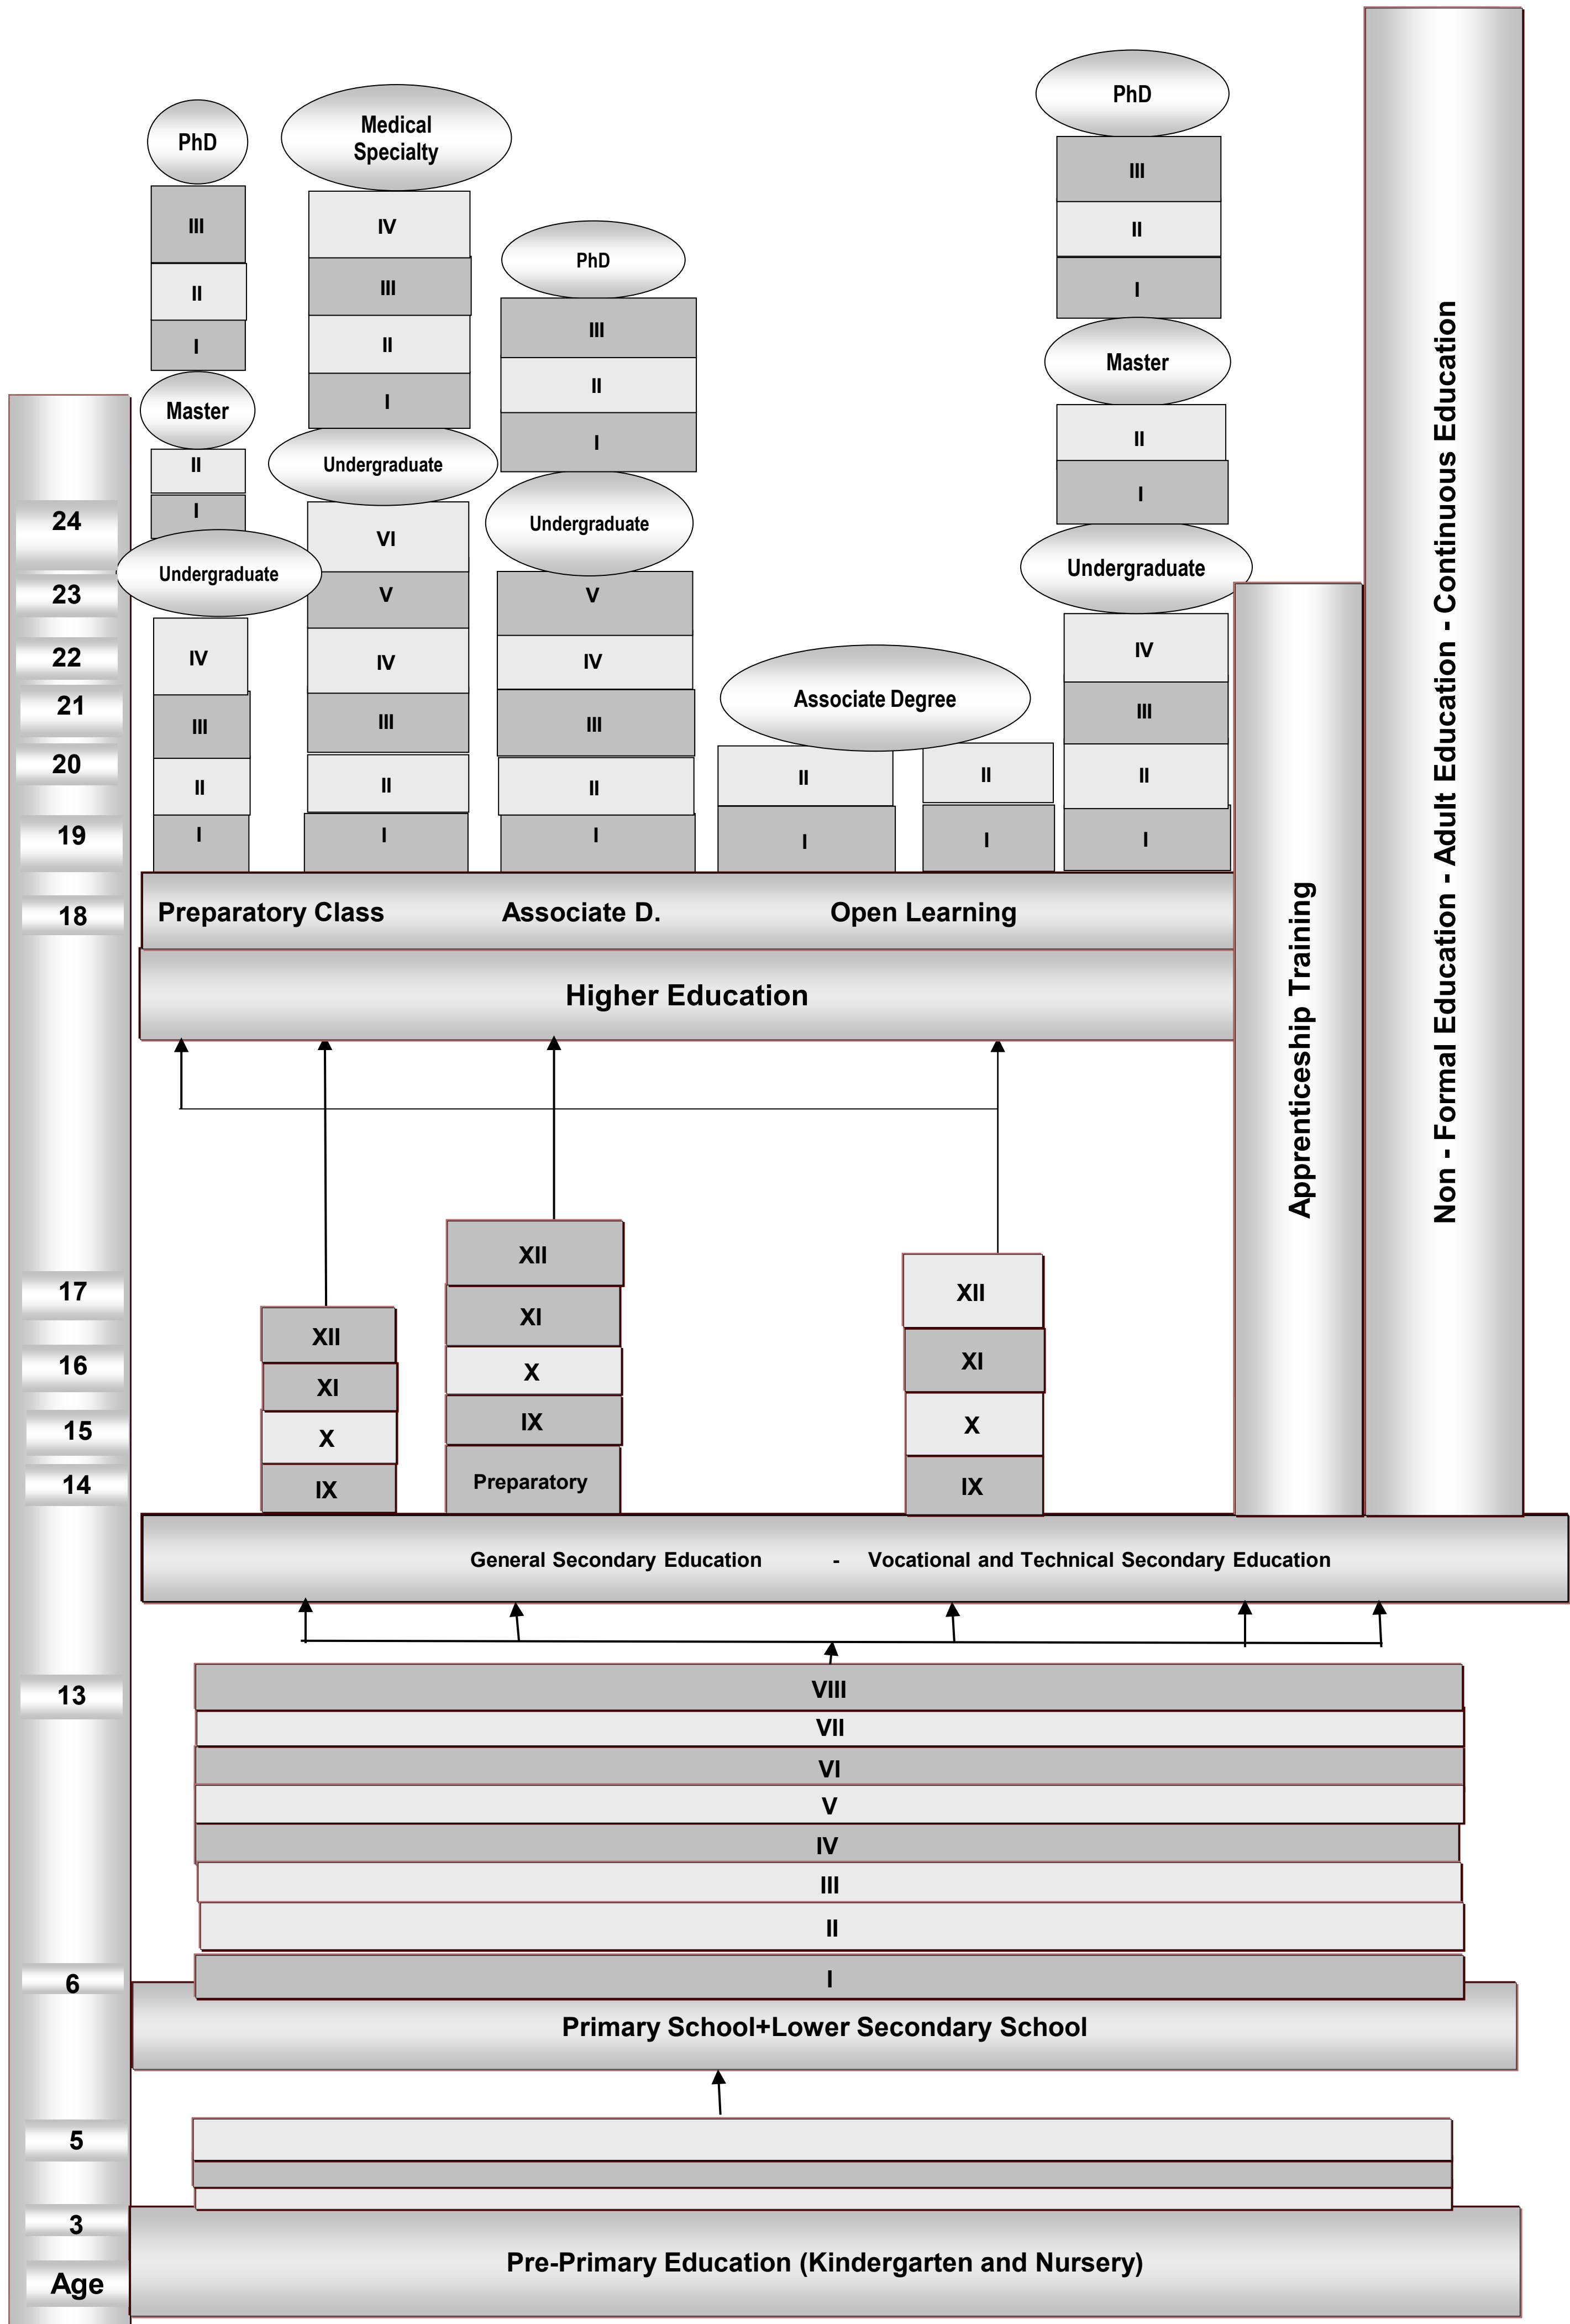 PhD
III
II
I
Master
II
I
Undergraduate
IV
III
II
I
Medical
Specialty
IV
III
II
I
Undergraduate
VI
V
IV
III
II
I
PhD
III
II
I
Undergraduate
V
IV
III
II
I
Associate Degree
II
I
II
I
PhD
III
II
I
Master
II
I
Undergraduate
IV
III
II
I
24
23
22
21
20
19
18
17
16
15
14
13
6
5
3
Age
Preparatory Class Associate D. Open Learning
Higher Education
XII
XI
X
IX
XII
XI
X
IX
Preparatory
XII
XI
X
IX
Apprenticeship Training
Non - Formal Education - Adult Education - Continuous Education
General Secondary Education - Vocational and Technical Secondary Education
VIII
VII
VI
V
IV
III
II
I
Primary School+Lower Secondary School
Pre-Primary Education (Kindergarten and Nursery)